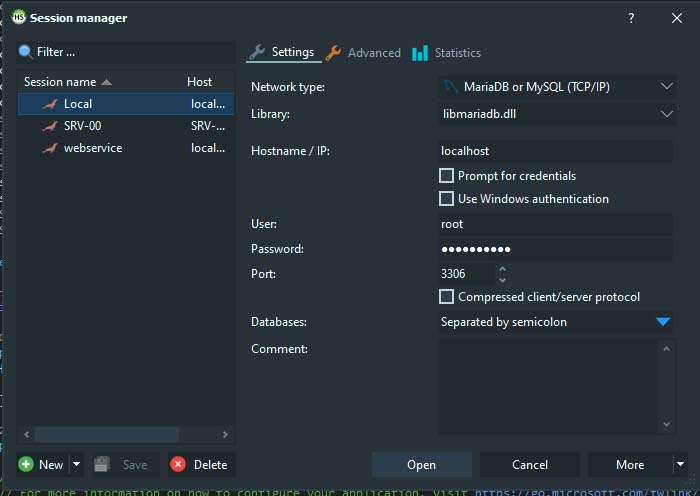 HS Session manager
Filter ...
Settings Advanced Statistics
Session name Host
Local local...
SRV-00 SRV-...
webservice local...
Network type: MariaDB or MySQL (TCP/IP)
Library: libmariadb.dll
Hostname / IP: localhost
Prompt for credentials
Use Windows authentication
User: root
Password: ●●●●●●●●●●
Port: 3306
Compressed client/server protocol
Databases: Separated by semicolon
Comment:
New Save Delete Open Cancel More
// For more information on how to configure your application, visit https://go.microsoft.com/fwlink